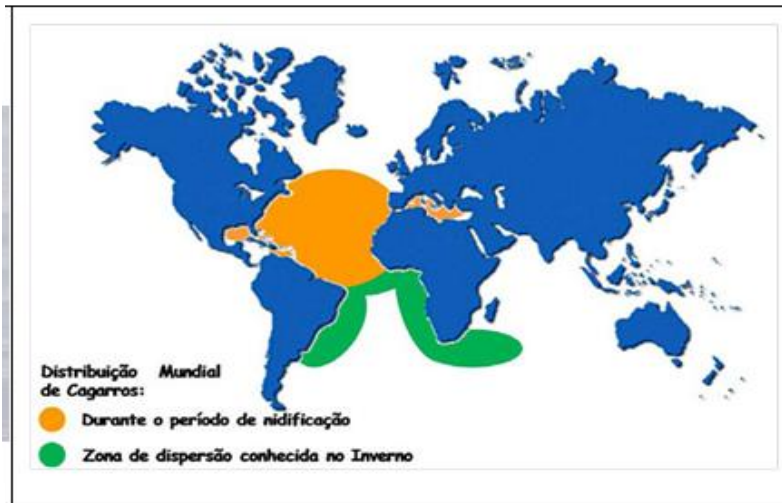 Distribuição Mundial
de Cagarros:
Durante o período de nidificação
Zona de dispersão conhecida no Inverno